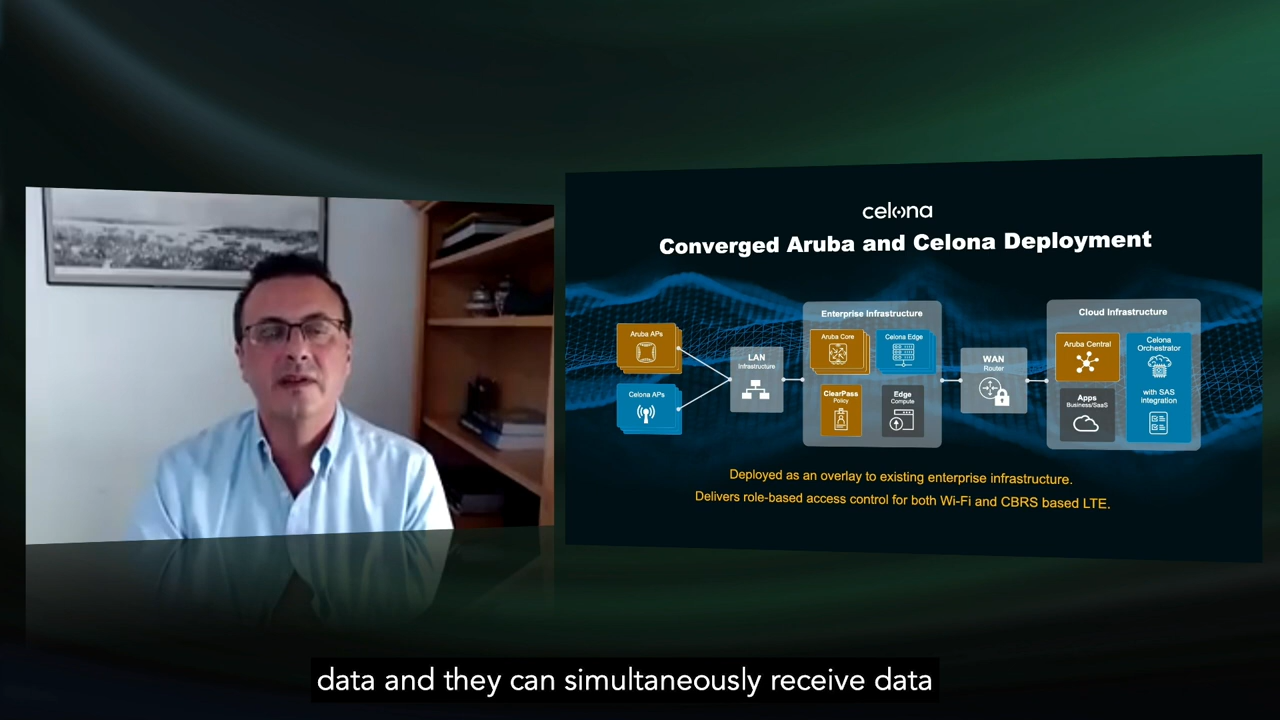 celona
Converged Aruba and Celona Deployment
Aruba APs
Celona APs
LAN
Infrastructure
Enterprise Infrastructure
Aruba Core
Celona Edge
ClearPass
Policy
Edge
Compute
WAN
Router
Cloud Infrastructure
Aruba Central
Apps
Business/SaaS
Celona
Orchestrator
with SAS
integration
Deployed as an overlay to existing enterprise infrastructure.
Delivers role-based access control for both Wi-Fi and CBRS based LTE.
data and they can simultaneously receive data